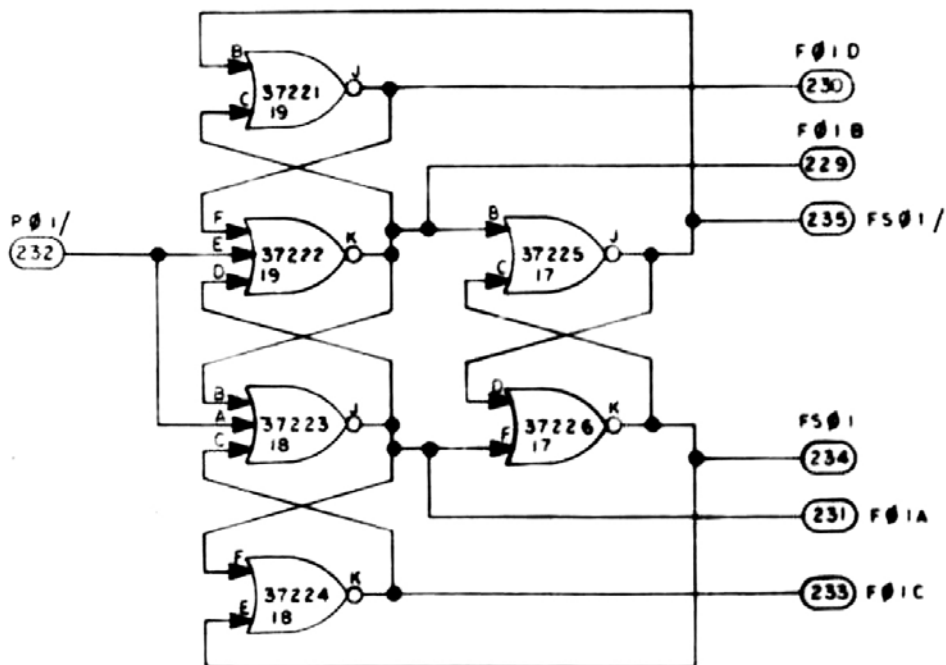 FØ1D
B
J
37221
19
C
230
FØ1B
229
PØ1/
232
F
E
D
37222
19
K
B
C
37225
17
J
235 FSØ1/
B
A
C
37223
18
J
D
F
37226
17
K
FSØ1
234
231 FØ1A
F
E
37224
18
K
233 FØ1C